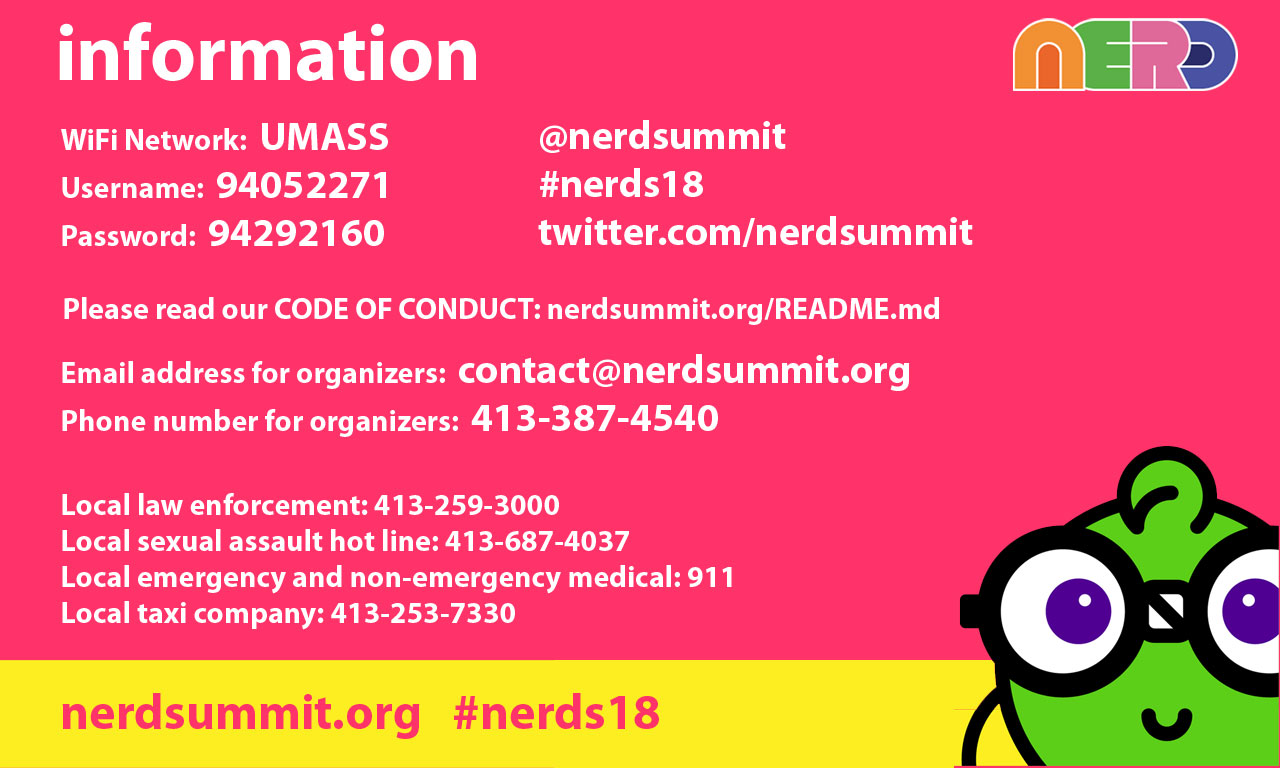 information
NERD
WiFi Network: UMASS
Username: 94052271
Password: 94292160
@nerdsummit
#nerds18
twitter.com/nerdsummit
Please read our CODE OF CONDUCT: nerdsummit.org/README.md
Email address for organizers: contact@nerdsummit.org
Phone number for organizers: 413-387-4540
Local law enforcement: 413-259-3000
Local sexual assault hot line: 413-687-4037
Local emergency and non-emergency medical: 911
Local taxi company: 413-253-7330
nerdsummit.org #nerds18